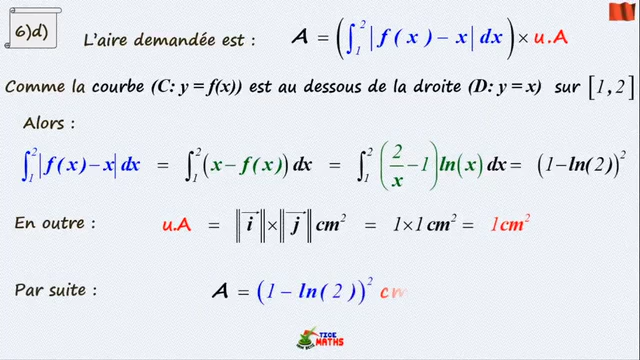 6)d)
L'aire demandée est : A = (∫₁² |f(x) – x| dx) × u.A
Comme la courbe (C: y = f(x)) est au dessous de la droite (D: y = x) sur [1,2]
Alors :
∫₁² |f(x) – x| dx = ∫₁² (x – f(x)) dx = ∫₁² (2/x – 1) ln(x) dx = (1 – ln(2))²
En outre : u.A = ‖i⃗‖ × ‖j⃗‖ cm² = 1×1 cm² = 1cm²
Par suite : A = (1 – ln(2))² cm
TICE
MATHS